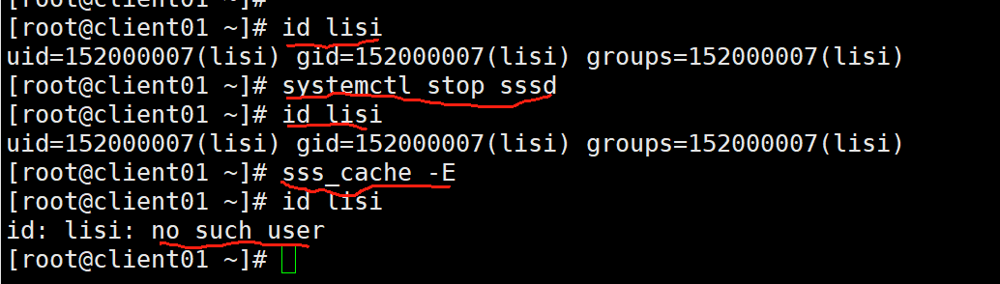 [root@client01 ~]#
[root@client01 ~]# id lisi
uid=152000007(lisi) gid=152000007(lisi) groups=152000007(lisi)
[root@client01 ~]# systemctl stop sssd
[root@client01 ~]# id lisi
uid=152000007(lisi) gid=152000007(lisi) groups=152000007(lisi)
[root@client01 ~]# sss_cache -E
[root@client01 ~]# id lisi
id: lisi: no such user
[root@client01 ~]#